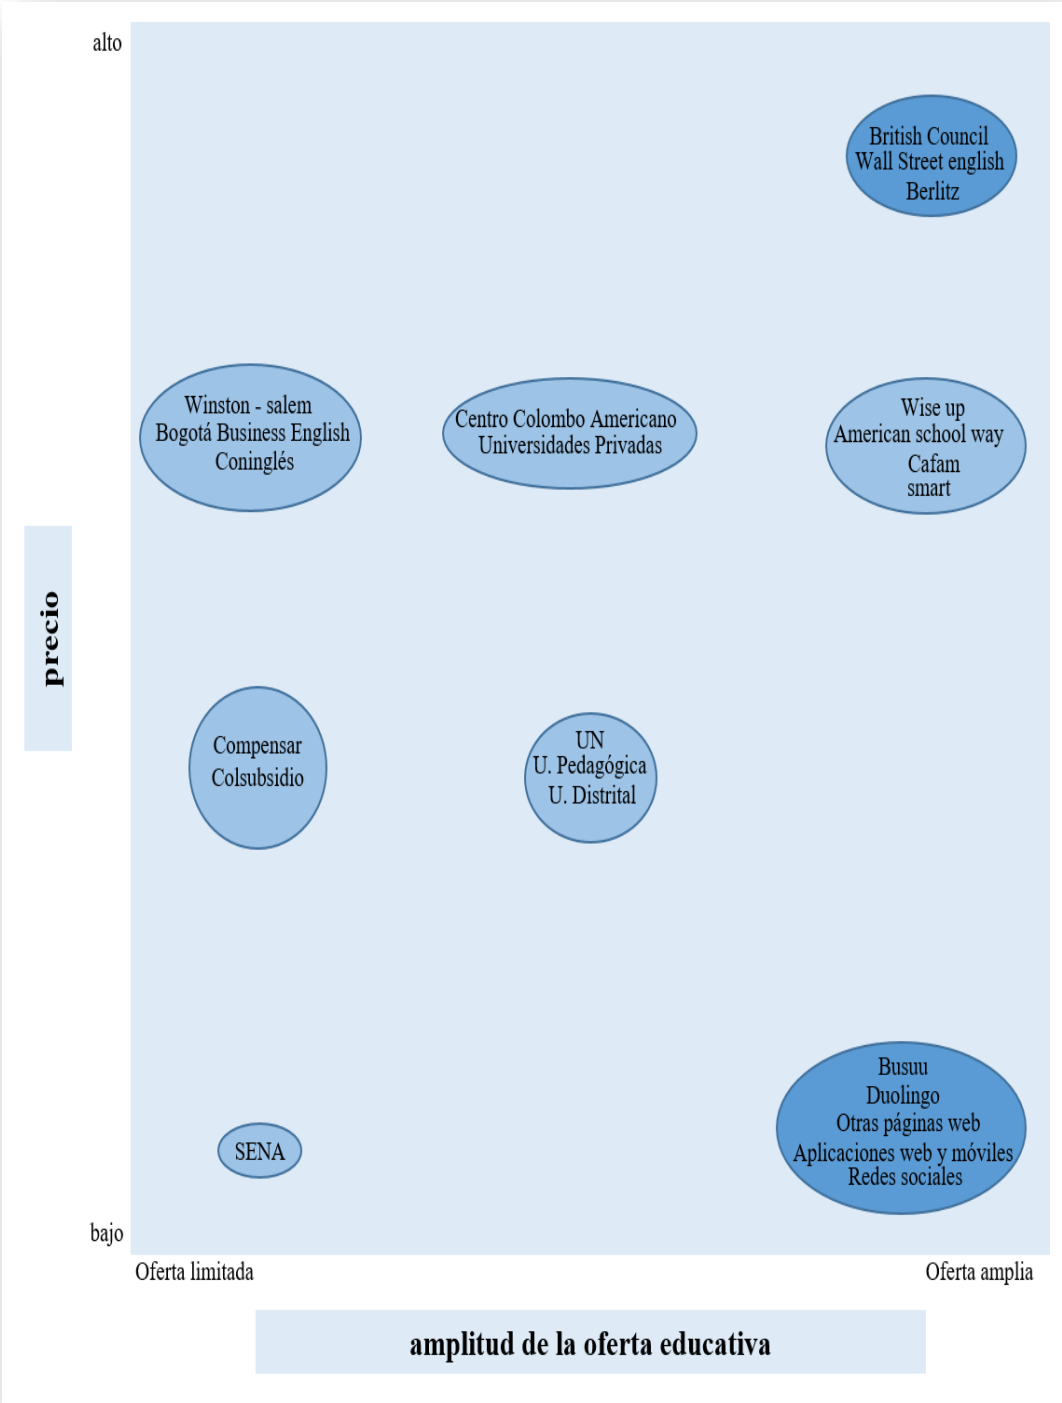 alto
British Council
Wall Street english
Berlitz
Winston - salem
Bogotá Business English
Coninglés
Centro Colombo Americano
Universidades Privadas
Wise up
American school way
Cafam
smart
precio
Compensar
Colsubsidio
UN
U. Pedagógica
U. Distrital
SENA
Busuu
Duolingo
Otras páginas web
Aplicaciones web y móviles
Redes sociales
bajo
Oferta limitada
Oferta amplia
amplitud de la oferta educativa